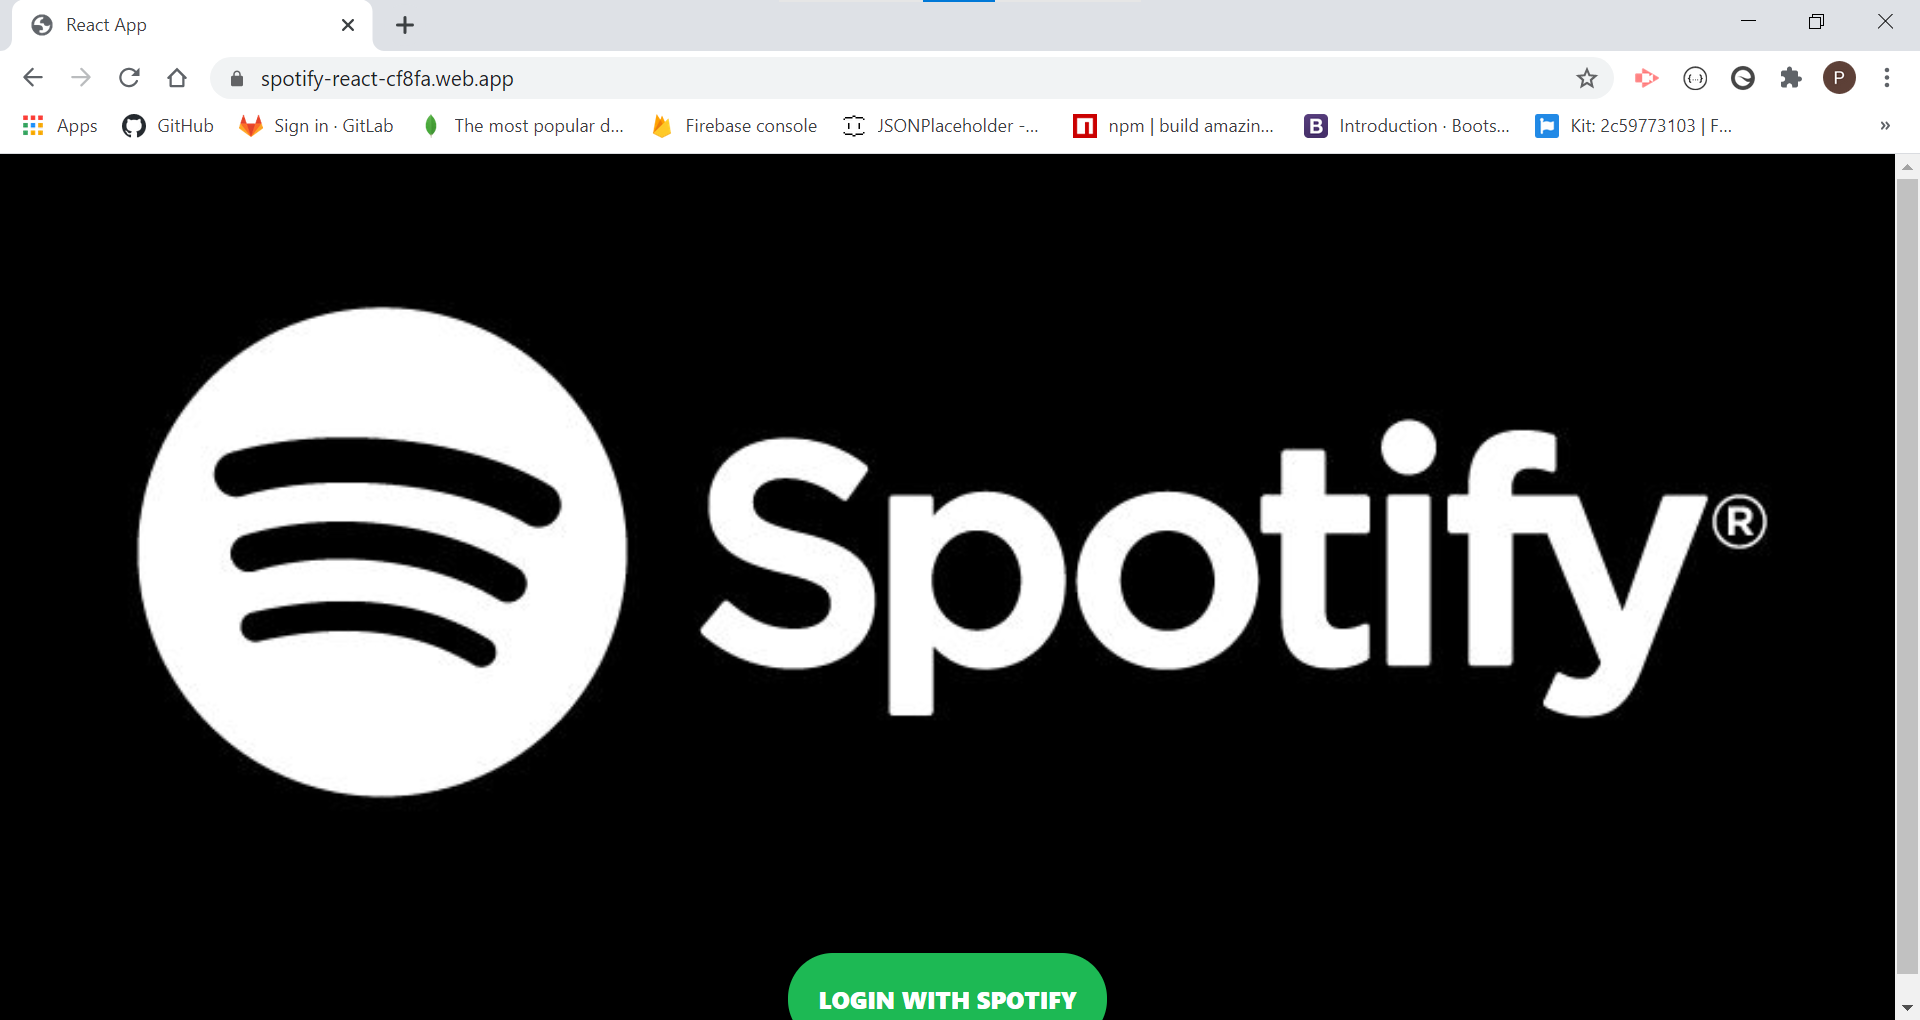 React App
spotify-react-cf8fa.web.app
P
Apps
GitHub
Sign in · GitLab
The most popular d...
Firebase console
JSONPlaceholder -...
npm | build amazin...
B
Introduction · Boots...
Kit: 2c59773103 | F...
»
Spotify®
LOGIN WITH SPOTIFY